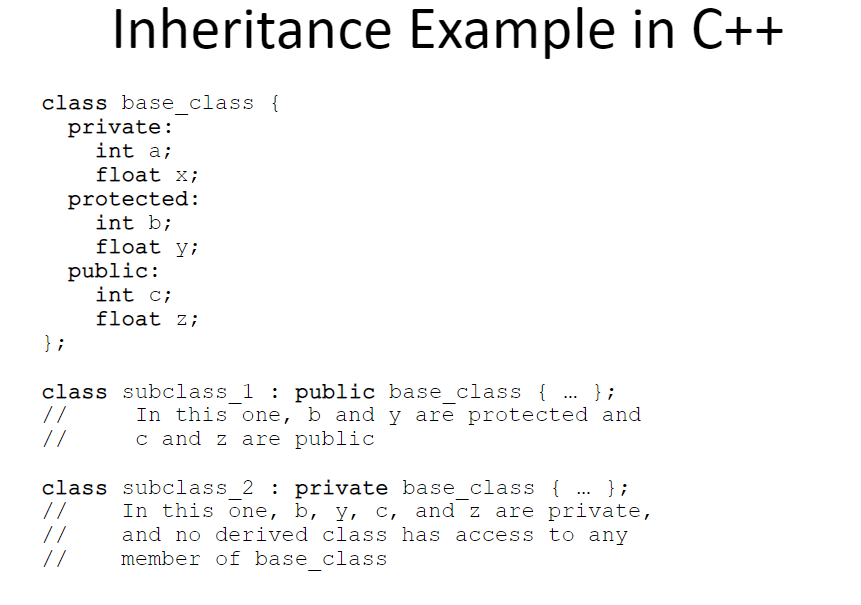 Inheritance Example in C++
class base_class {
private:
int a;
float x;
protected:
int b;
float y;
public:
int c;
float z;
};
class subclass_1 : public base_class { … };
// In this one, b and y are protected and
// c and z are public
class subclass_2 : private base_class { … };
// In this one, b, y, c, and z are private,
// and no derived class has access to any
// member of base_class